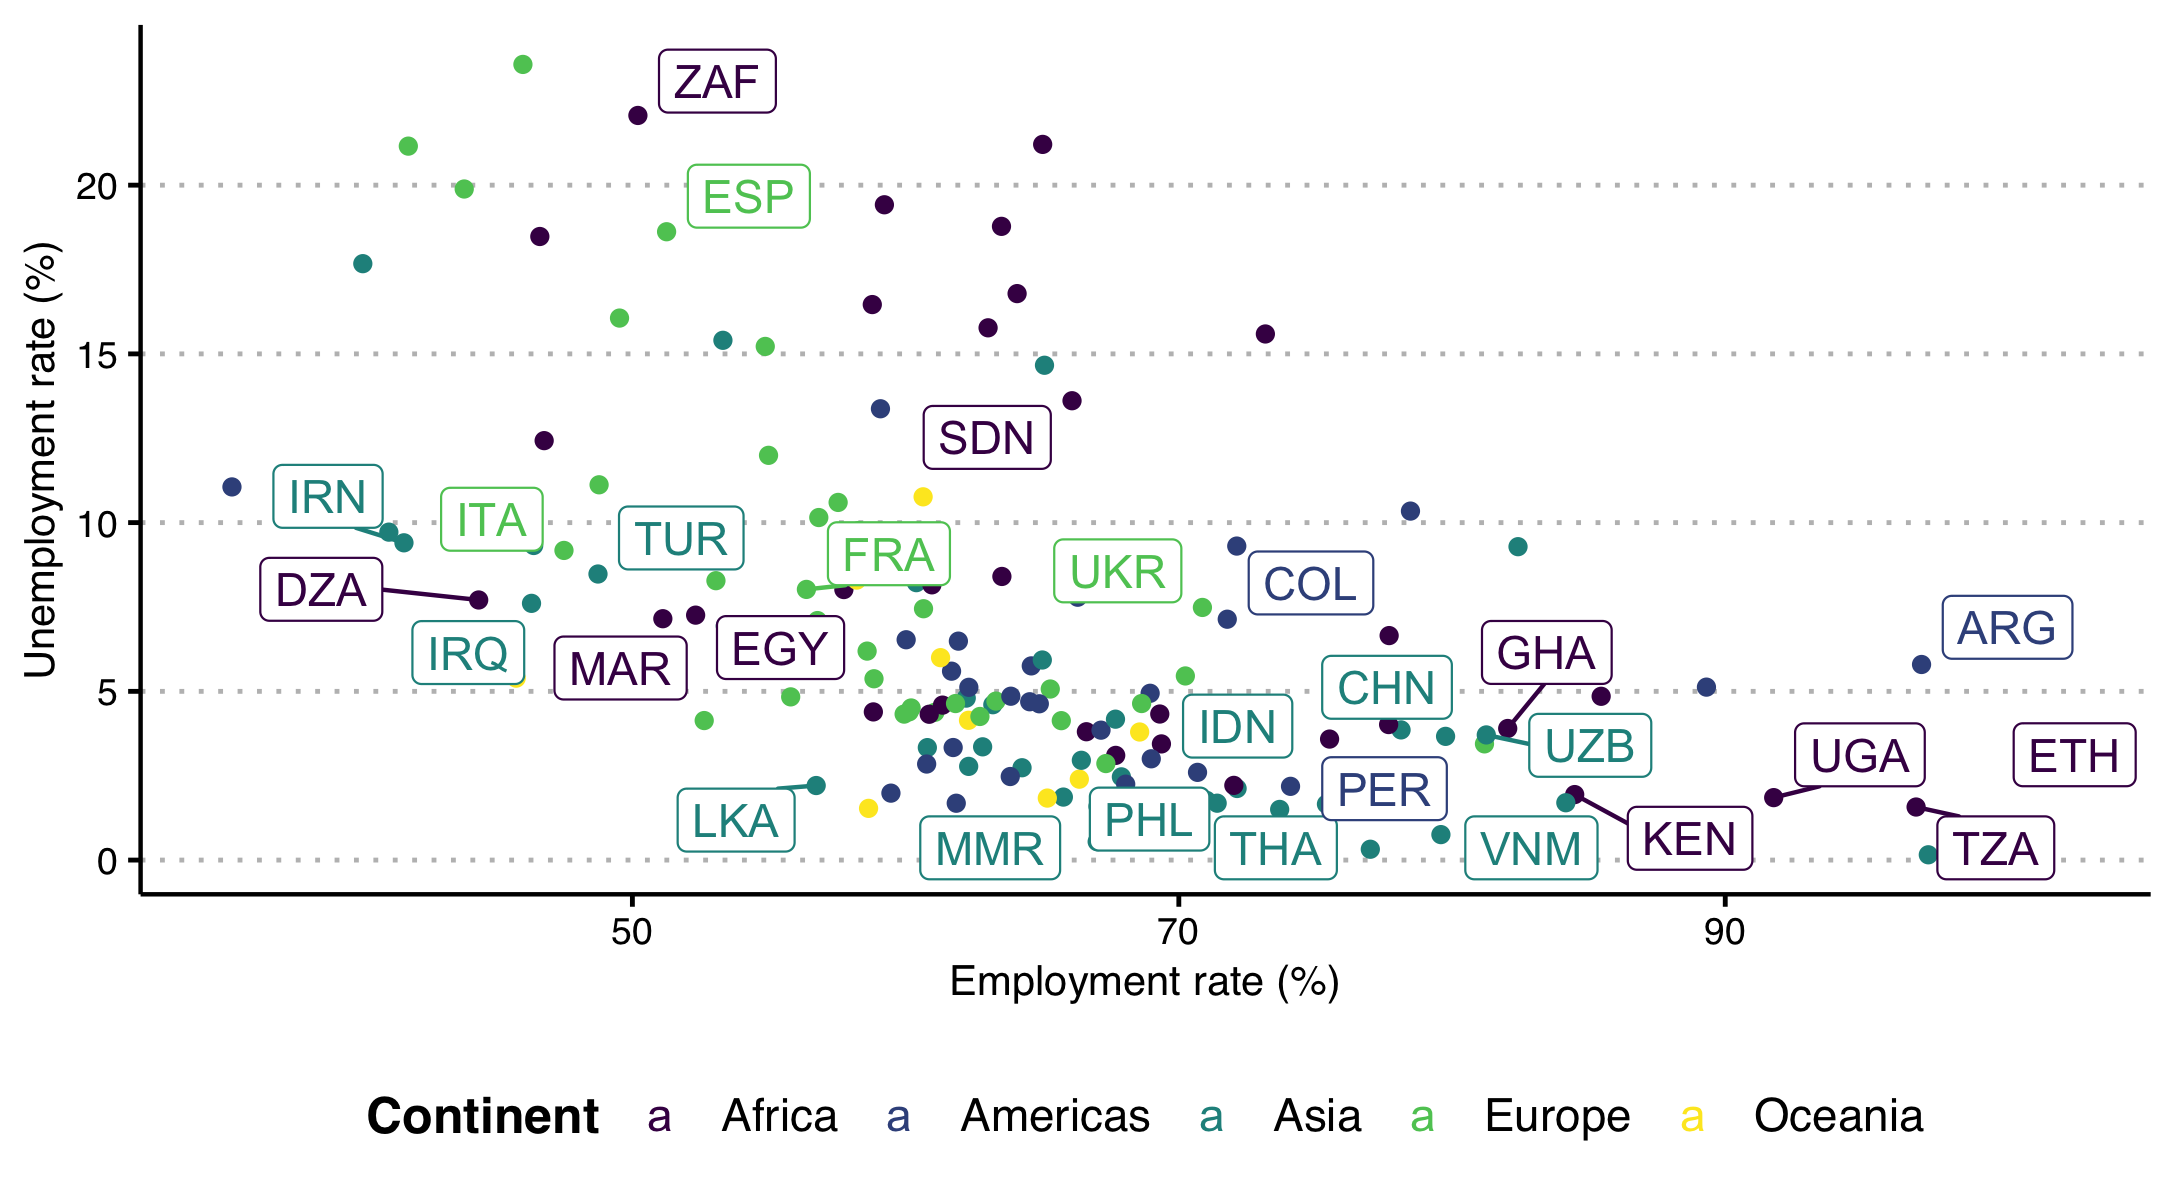 ZAF
20
ESP
15
SDN
IRN
ITA
10
TUR
FRA
UKR
COL
DZA
ARG
IRQ
MAR
EGY
GHA
5
CHN
IDN
UZB
UGA
ETH
LKA
PHL
PER
MMR
THA
VNM
KEN
TZA
0
Unemployment rate (%)
50 70 90
Employment rate (%)
Continent a Africa a Americas a Asia a Europe a Oceania